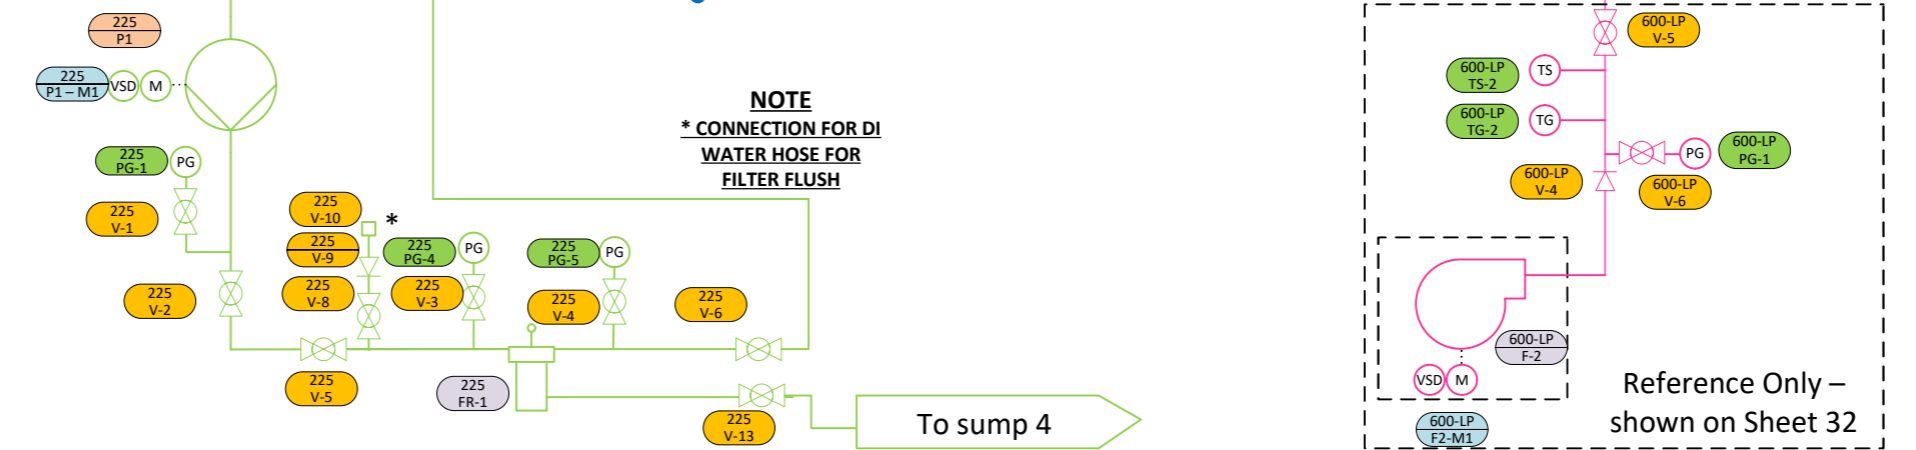 225
P1
225
P1 – M1
VSD
M
225
PG-1
PG
225
V-1
225
V-2
225
V-10
*
225
V-9
225
V-8
225
PG-4
PG
225
V-3
225
PG-5
PG
225
V-4
225
V-6
225
V-5
225
FR-1
225
V-13
To sump 4
NOTE
* CONNECTION FOR DI
WATER HOSE FOR
FILTER FLUSH
600-LP
V-5
600-LP
TS-2
TS
600-LP
TG-2
TG
PG
600-LP
PG-1
600-LP
V-4
600-LP
V-6
600-LP
F-2
VSD
M
600-LP
F2-M1
Reference Only –
shown on Sheet 32